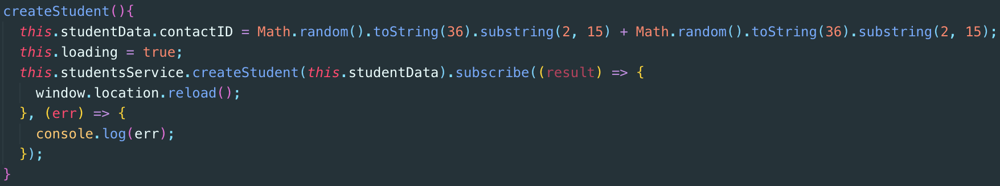 createStudent(){
this.studentData.contactID = Math.random().toString(36).substring(2, 15) + Math.random().toString(36).substring(2, 15);
this.loading = true;
this.studentsService.createStudent(this.studentData).subscribe((result) => {
window.location.reload();
}, (err) => {
console.log(err);
});
}